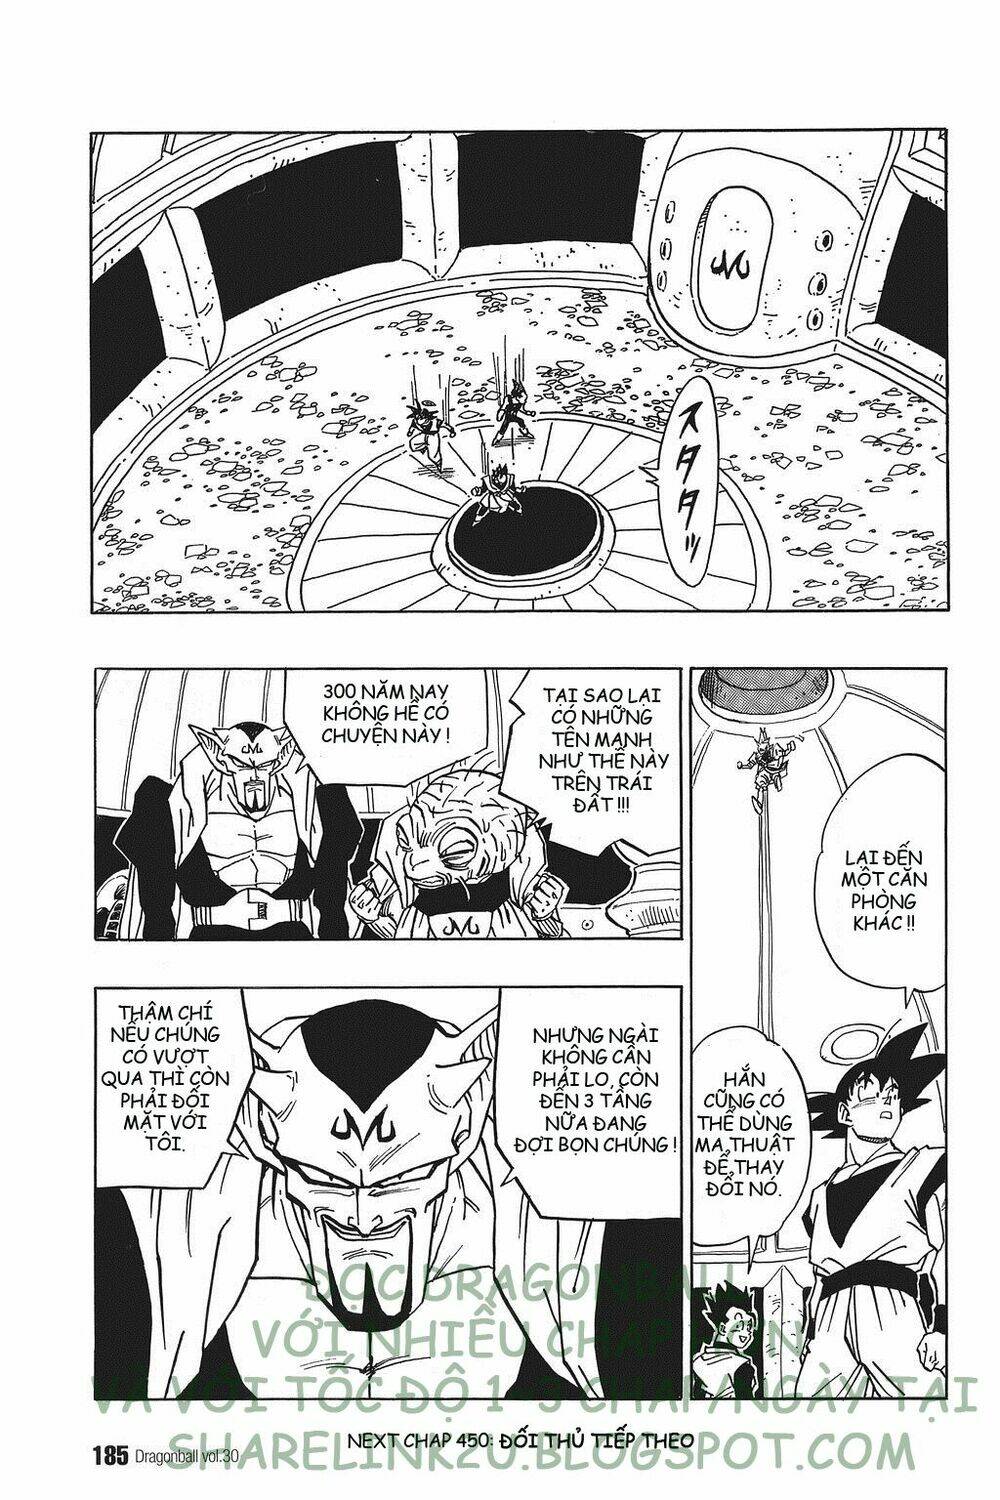 スタタタッ
LẠI ĐẾN
MỘT CĂN
PHÒNG
KHÁC !!
HẮN
CŨNG CÓ
THỂ DÙNG
MA THUẬT
ĐỂ THAY
ĐỔI NÓ.
TẠI SAO LẠI
CÓ NHỮNG
TÊN MẠNH
NHƯ THẾ NÀY
TRÊN TRÁI
ĐẤT !!!
300 NĂM NAY
KHÔNG HỀ CÓ
CHUYỆN NÀY !
NHƯNG NGÀI
KHÔNG CẦN
PHẢI LO, CÒN
ĐẾN 3 TẦNG
NỮA ĐANG
ĐỢI BỌN CHÚNG !
THẬM CHÍ
NẾU CHÚNG
CÓ VƯỢT
QUA THÌ CÒN
PHẢI ĐỐI
MẶT VỚI
TÔI.
ĐỌC DRAGONBALL
VỚI NHIỀU CHAP HƠN
VÀ VỚI TỐC ĐỘ 1-3 CHAP/NGÀY TẠI
SHARELINK2U.BLOGSPOT.COM
NEXT CHAP 450: ĐỐI THỦ TIẾP THEO
185 Dragonball vol.30